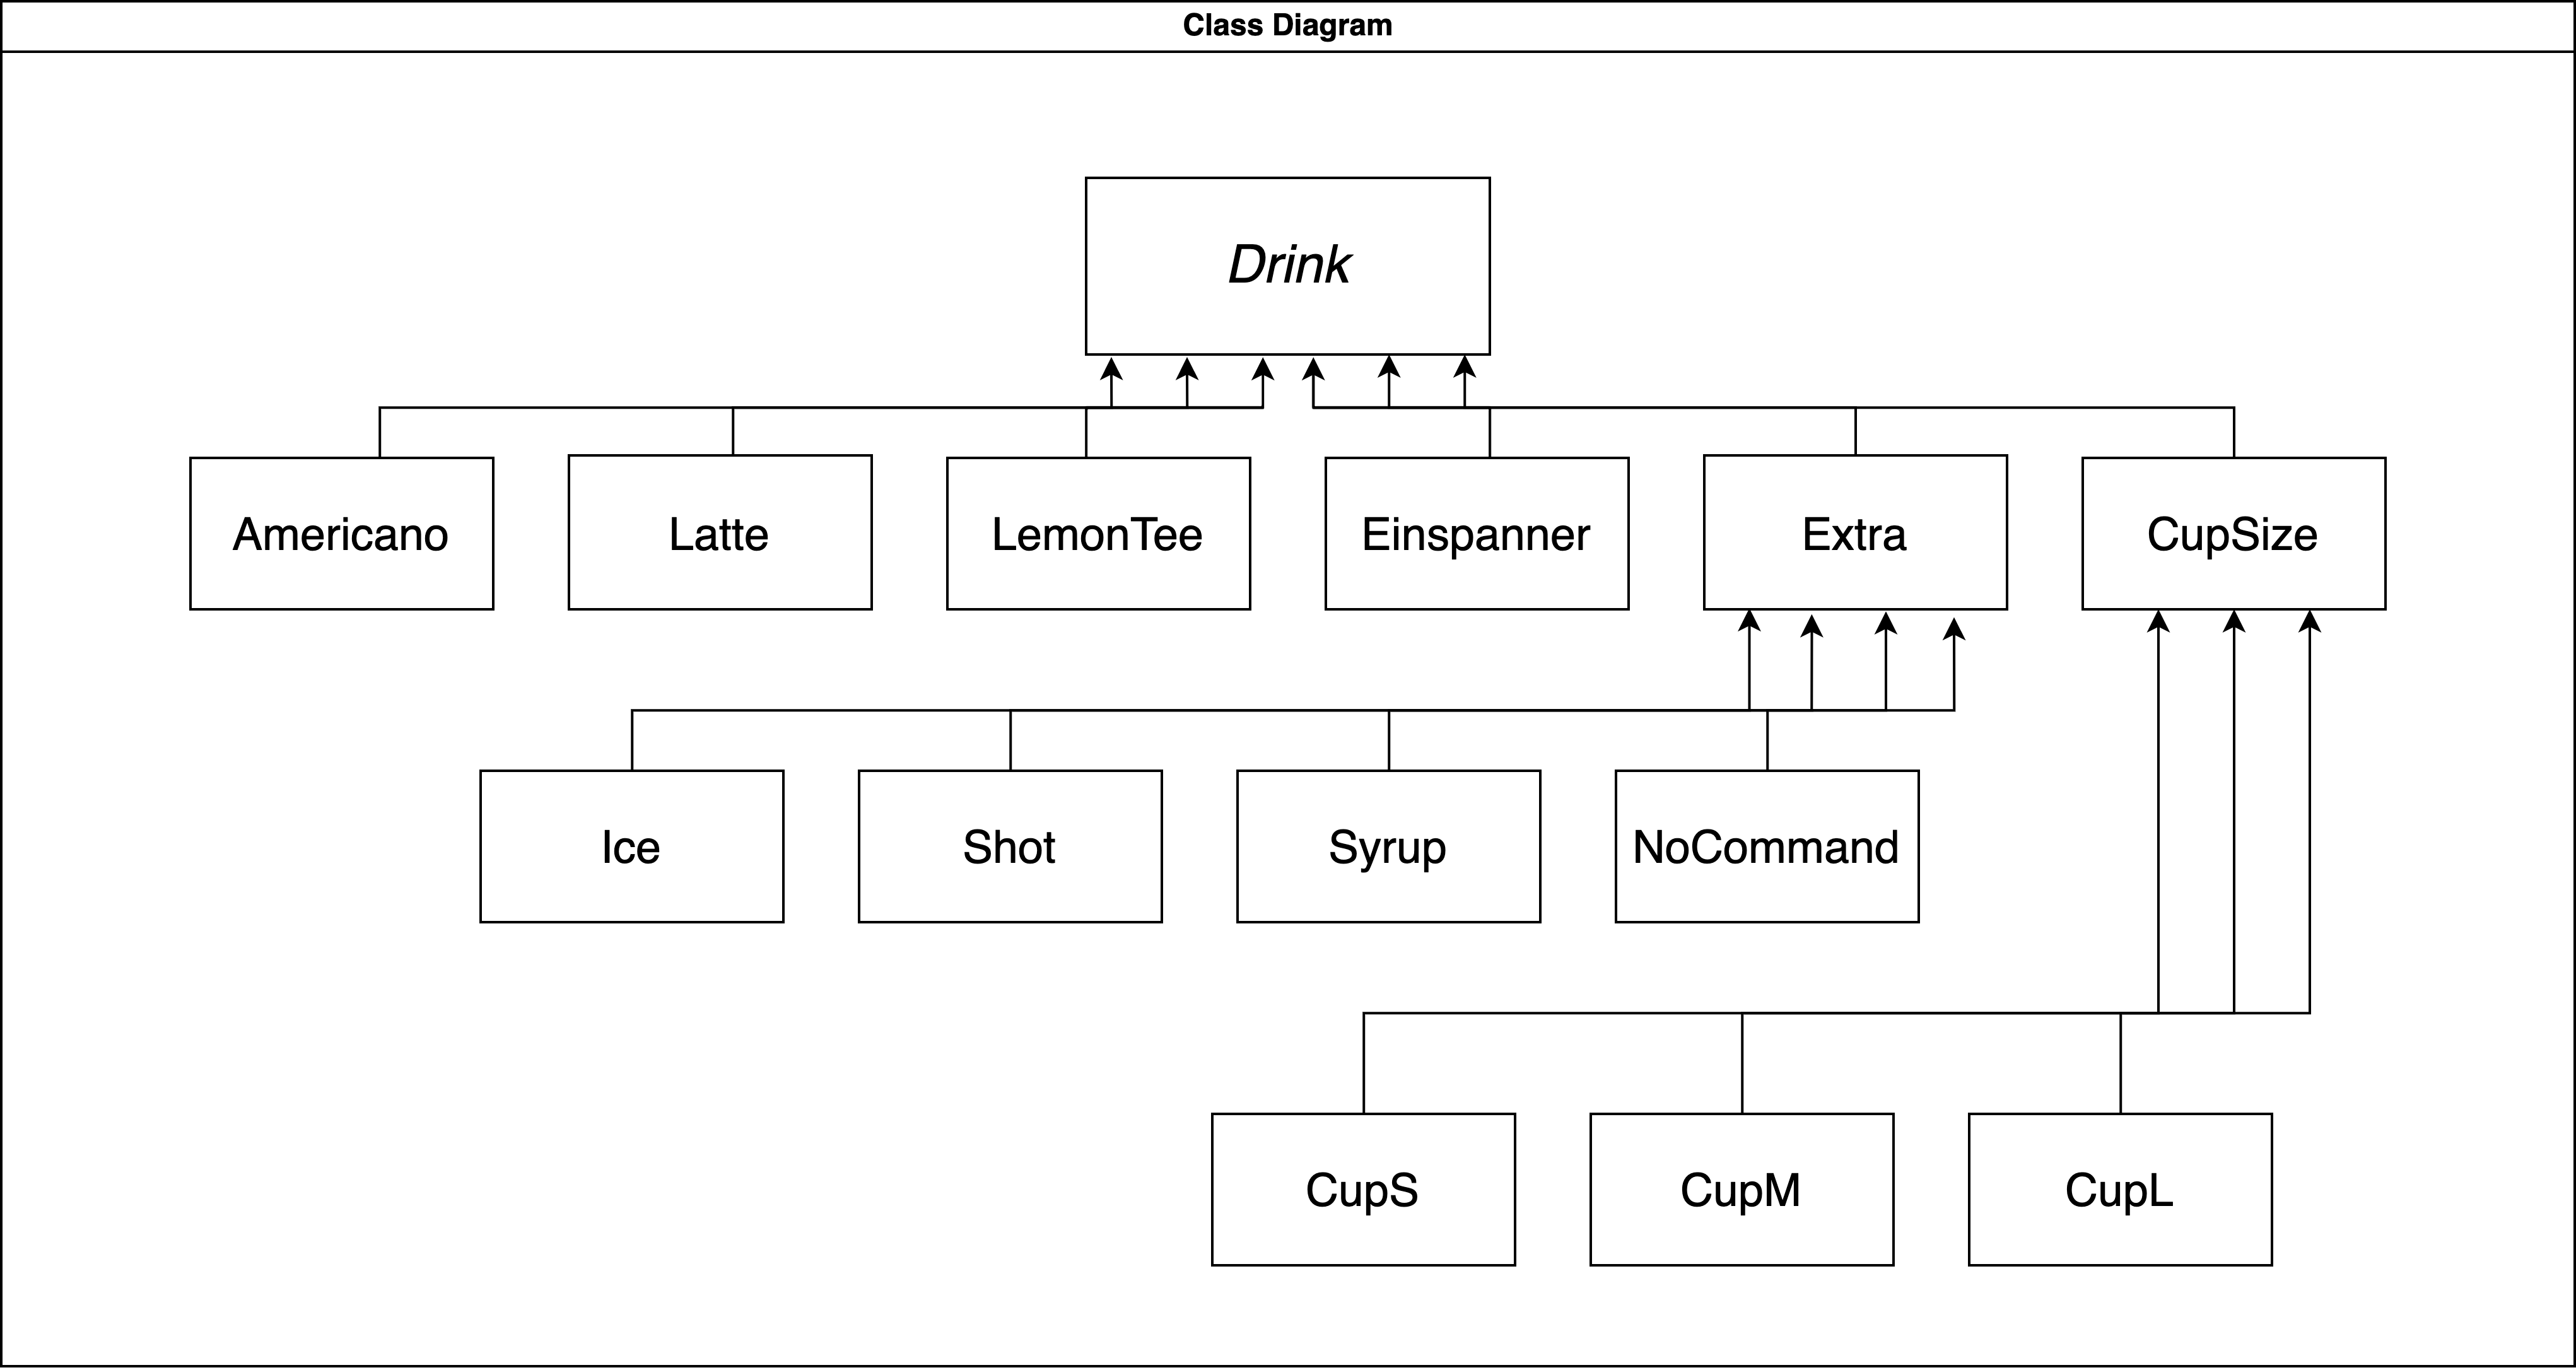 Class Diagram
Drink
Americano
Latte
LemonTee
Einspanner
Extra
CupSize
Ice
Shot
Syrup
NoCommand
CupS
CupM
CupL